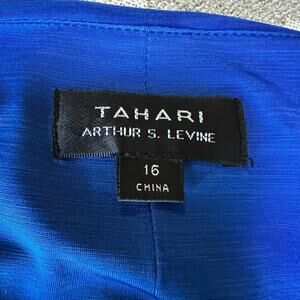 TAHARI
ARTHUR S. LEVINE
16
CHINA